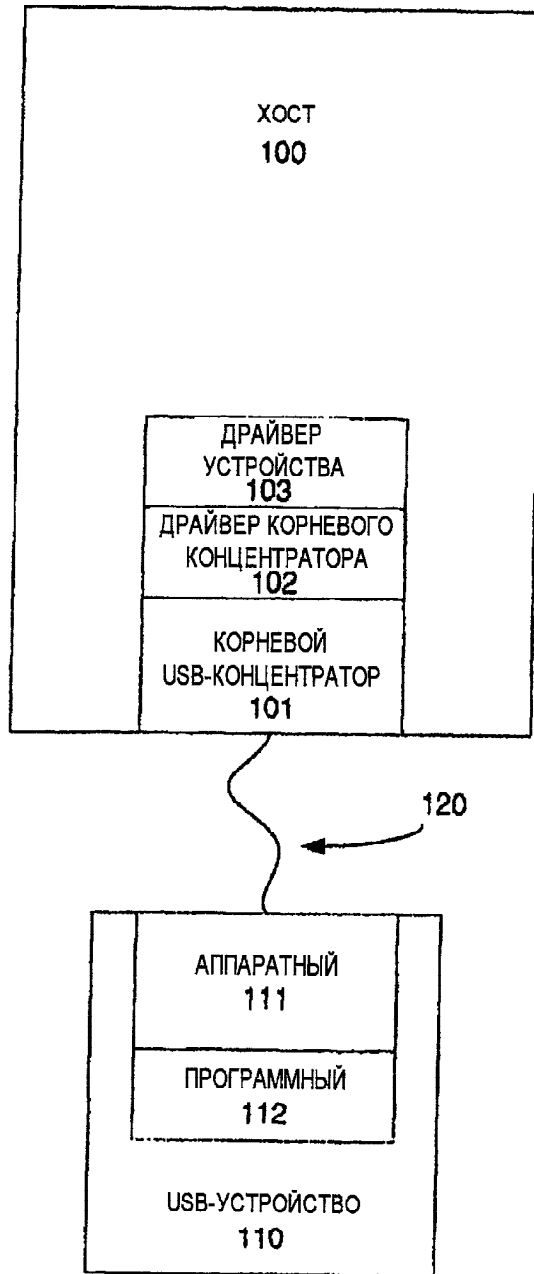 ХОСТ
100
ДРАЙВЕР
УСТРОЙСТВА
103
ДРАЙВЕР КОРНЕВОГО
КОНЦЕНТРАТОРА
102
КОРНЕВОЙ
USB-КОНЦЕНТРАТОР
101
120
АППАРАТНЫЙ
111
ПРОГРАММНЫЙ
112
USB-УСТРОЙСТВО
110